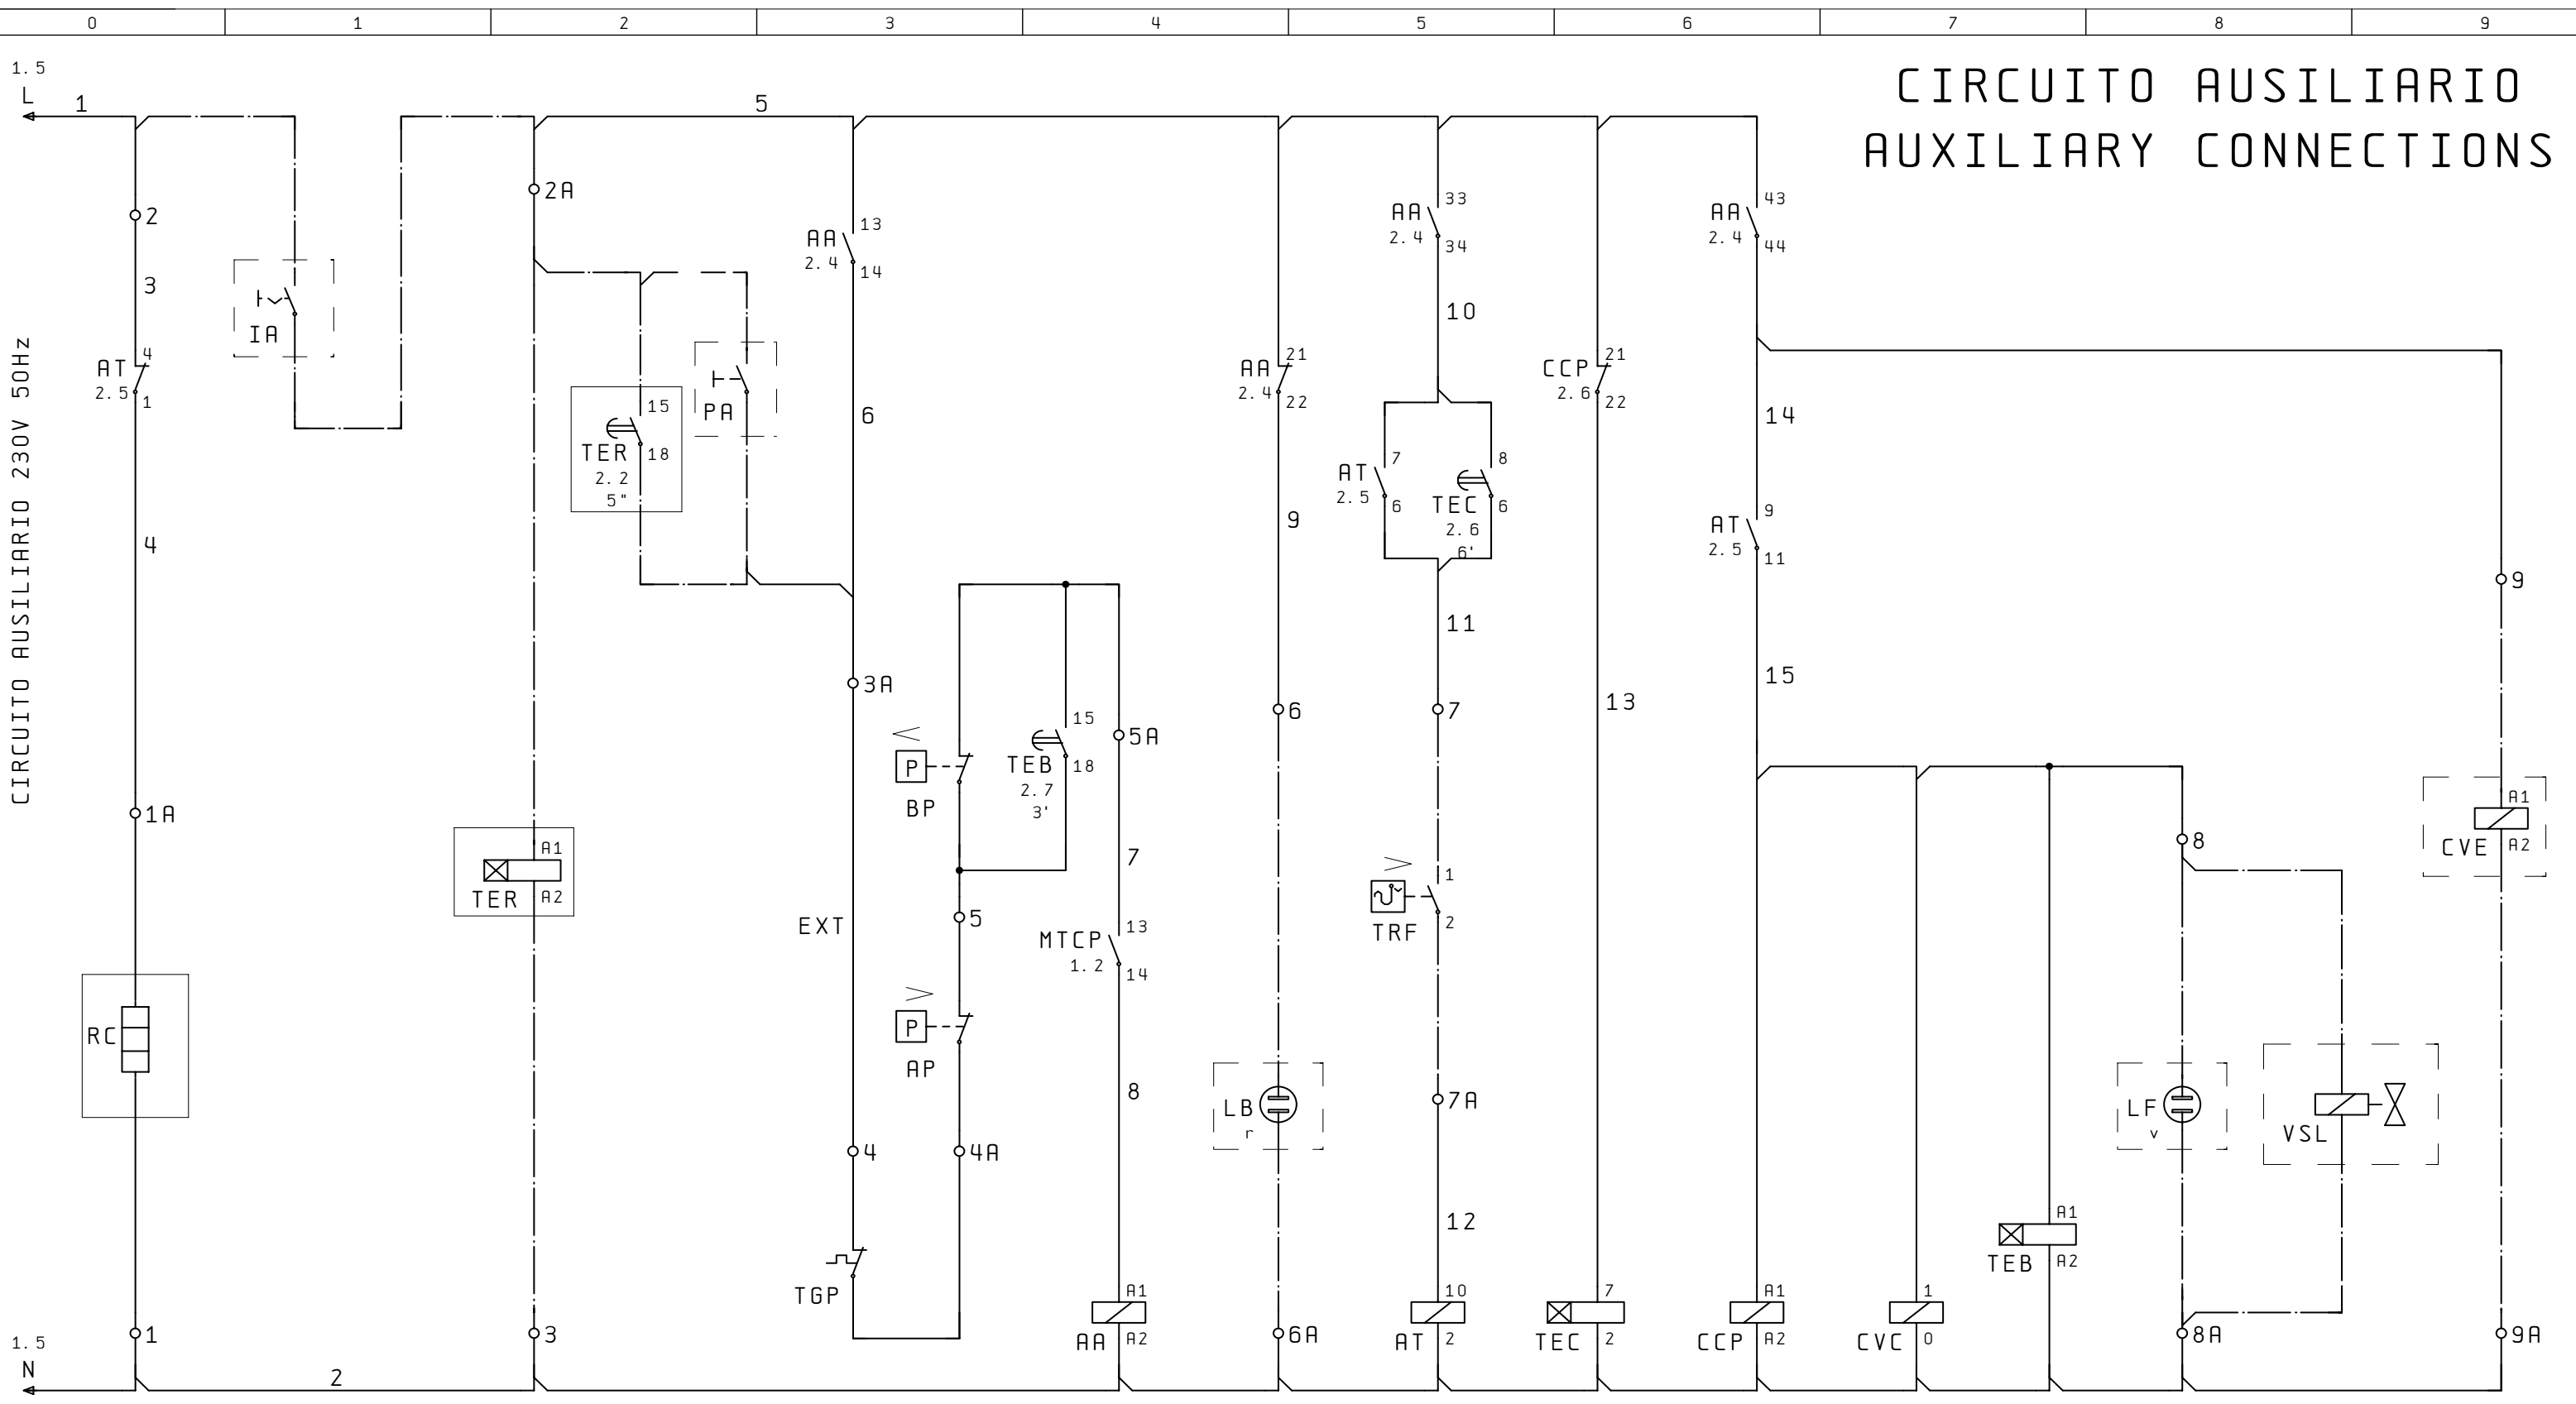 0 1 2 3 4 5 6 7 8 9
CIRCUITO AUSILIARIO
AUXILIARY CONNECTIONS
CIRCUITO AUSILIARIO 230V 50Hz
1.5
L
1
5
2
3
AT
2.5
4
1
4
1A
RC
1
1.5
N
2
IA
2A
TER
A1
A2
3
15
TER
18
2.2
5"
PA
13
AA
2.4
14
6
3A
EXT
4
TGP
<
P
BP
5
>
P
AP
4A
15
TEB
18
2.7
3'
5A
7
13
MTCP
1.2
14
8
A1
AA
A2
21
AA
2.4
22
9
6
LB
r
6A
33
AA
2.4
34
10
7
AT
2.5
6
8
TEC
6
2.6
6'
11
7
>
1
TRF
2
7A
12
10
AT
2
21
CCP
2.6
22
13
7
TEC
2
43
AA
2.4
44
14
9
AT
2.5
11
15
A1
CCP
A2
1
CVC
0
A1
TEB
A2
8
LF
v
8A
VSL
9
A1
CVE
A2
9A